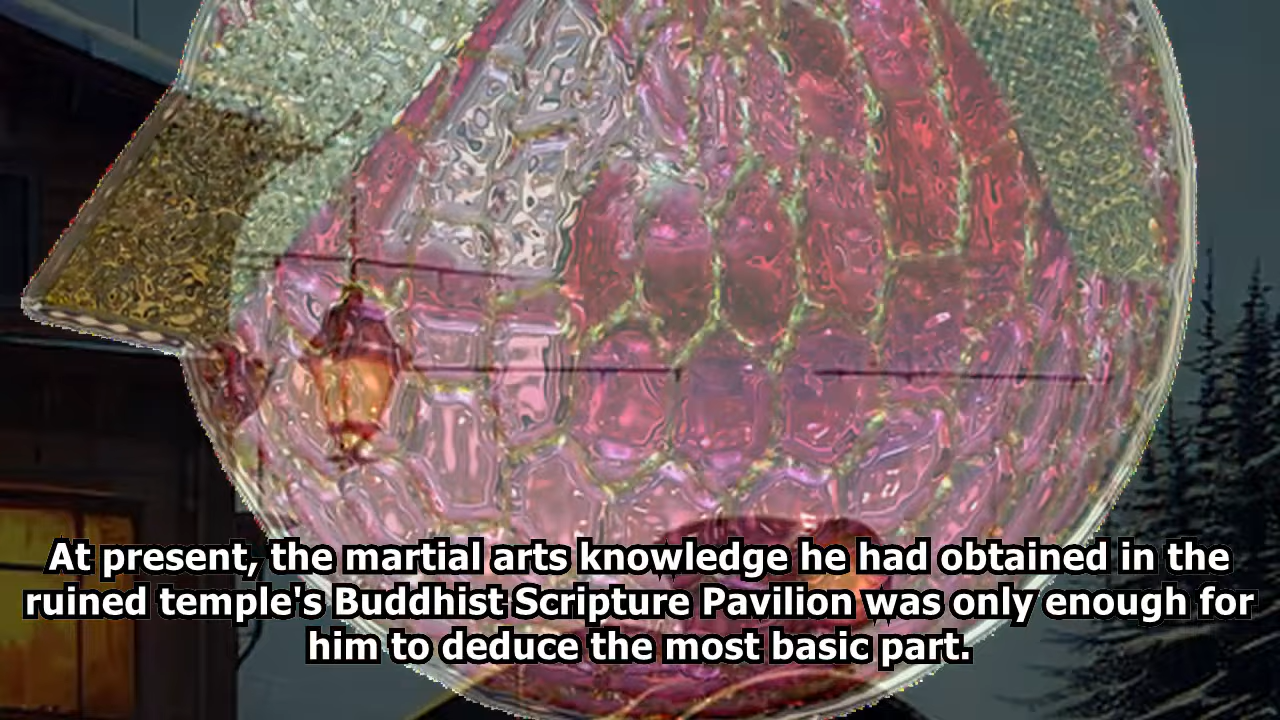 At present, the martial arts knowledge he had obtained in the
ruined temple's Buddhist Scripture Pavilion was only enough for
him to deduce the most basic part.